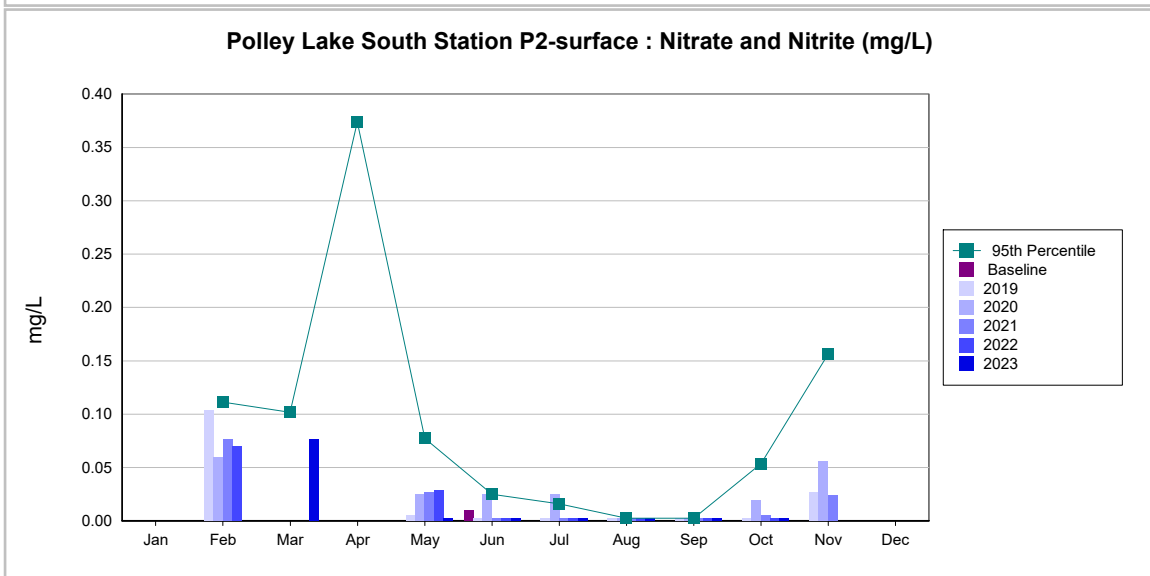 Polley Lake South Station P2-surface : Nitrate and Nitrite (mg/L)
0.40
0.35
0.30
0.25
0.20
0.15
0.10
0.05
0.00
mg/L
Jan Feb Mar Apr May Jun Jul Aug Sep Oct Nov Dec
95th Percentile
Baseline
2019
2020
2021
2022
2023